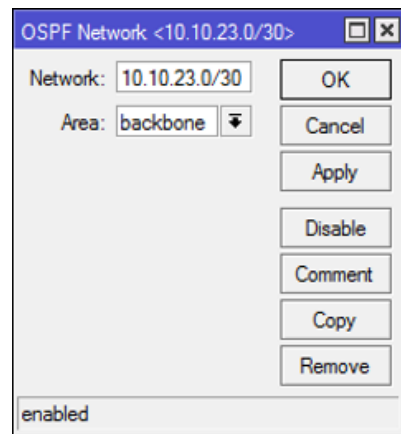 OSPF Network <10.10.23.0/30>
Network: 10.10.23.0/30
Area: backbone
OK
Cancel
Apply
Disable
Comment
Copy
Remove
enabled